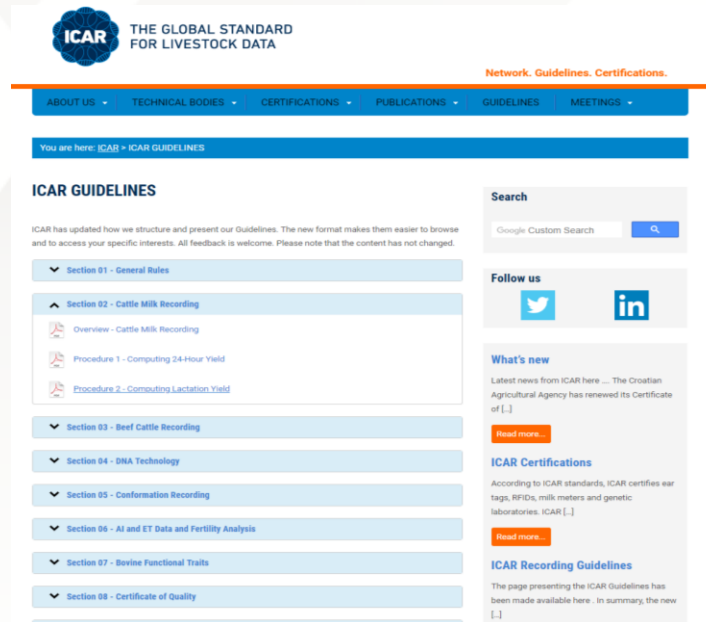 ICAR
THE GLOBAL STANDARD
FOR LIVESTOCK DATA
Network. Guidelines. Certifications.
ABOUT US
TECHNICAL BODIES
CERTIFICATIONS
PUBLICATIONS
GUIDELINES
MEETINGS
You are here: ICAR > ICAR GUIDELINES
ICAR GUIDELINES
ICAR has updated how we structure and present our Guidelines. The new format makes them easier to browse
and to access your specific interests. All feedback is welcome. Please note that the content has not changed.
Section 01 - General Rules
Section 02 - Cattle Milk Recording
Overview - Cattle Milk Recording
Procedure 1 - Computing 24-Hour Yield
Procedure 2 - Computing Lactation Yield
Section 03 - Beef Cattle Recording
Section 04 - DNA Technology
Section 05 - Conformation Recording
Section 06 - AI and ET Data and Fertility Analysis
Section 07 - Bovine Functional Traits
Section 08 - Certificate of Quality
Search
Google Custom Search
Follow us
in
What's new
Latest news from ICAR here .... The Croatian
Agricultural Agency has renewed its Certificate
of [...]
Read more...
ICAR Certifications
According to ICAR standards, ICAR certifies ear
tags, RFIDs, milk meters and genetic
laboratories. ICAR [...]
Read more...
ICAR Recording Guidelines
The page presenting the ICAR Guidelines has
been made available here . In summary, the new
[...]